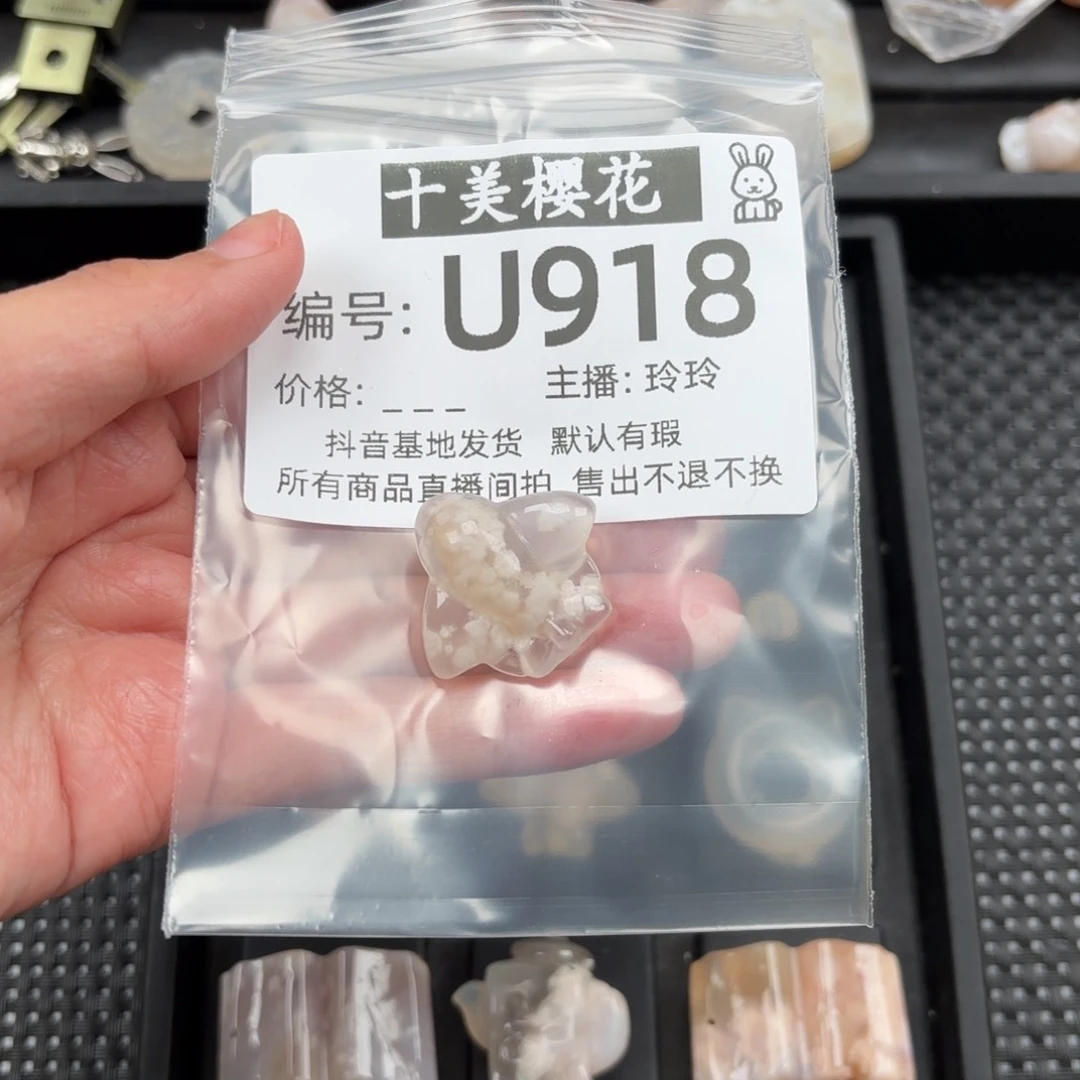 十美樱花
编号: U918
价格: _ _ _ 主播: 玲玲
抖音基地发货 默认有瑕
所有商品直播间拍 售出不退不换